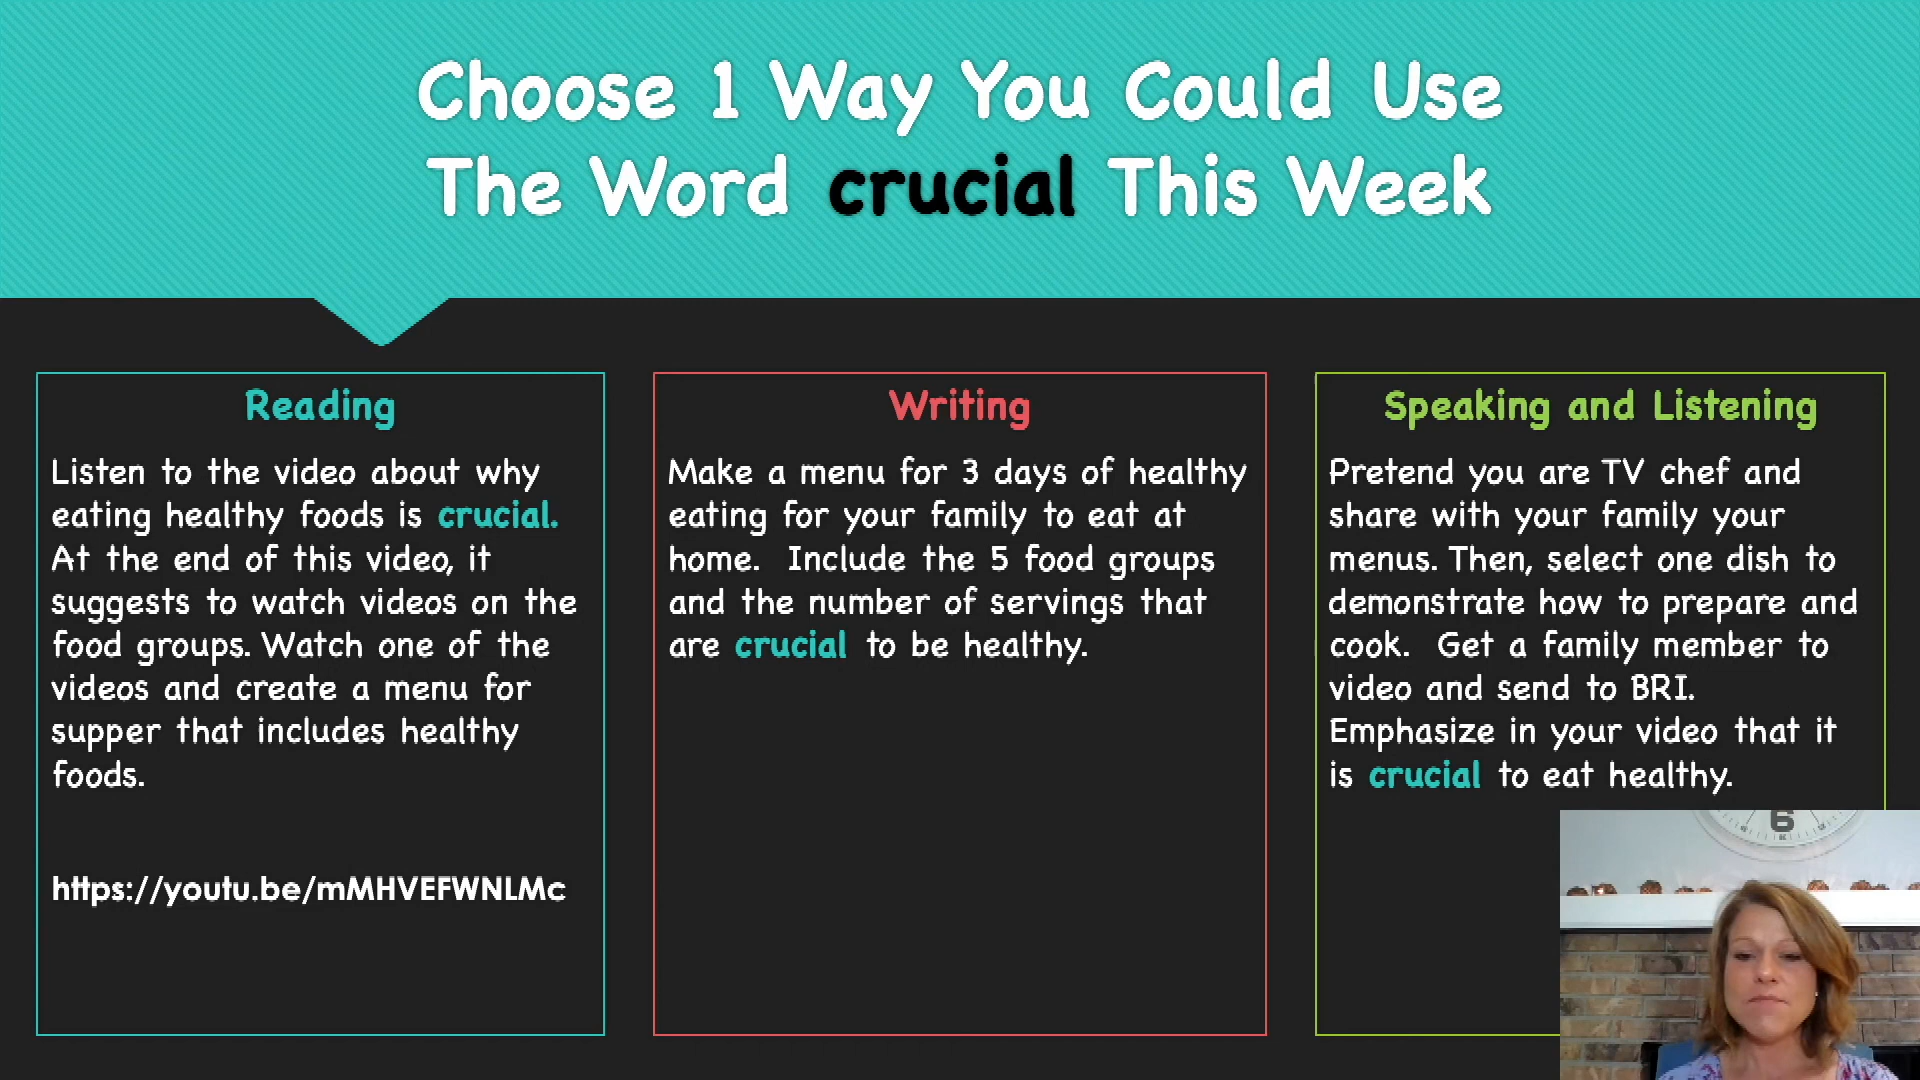 Choose 1 Way You Could Use
The Word crucial This Week
Reading
Listen to the video about why
eating healthy foods is crucial.
At the end of this video, it
suggests to watch videos on the
food groups. Watch one of the
videos and create a menu for
supper that includes healthy
foods.
https://youtu.be/mMHVEFWNLMc
Writing
Make a menu for 3 days of healthy
eating for your family to eat at
home. Include the 5 food groups
and the number of servings that
are crucial to be healthy.
Speaking and Listening
Pretend you are TV chef and
share with your family your
menus. Then, select one dish to
demonstrate how to prepare and
cook. Get a family member to
video and send to BRI.
Emphasize in your video that it
is crucial to eat healthy.
6